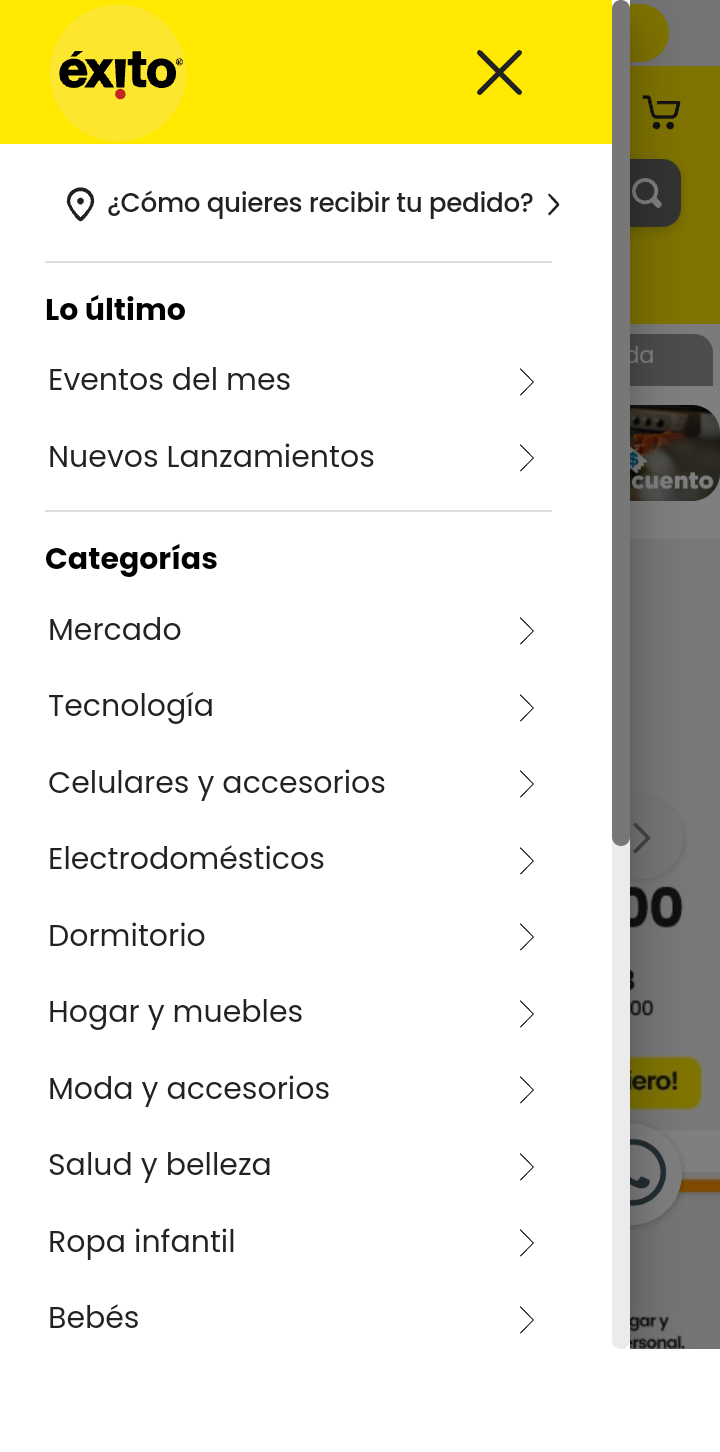 éxito®
¿Cómo quieres recibir tu pedido?
Lo último
Eventos del mes
Nuevos Lanzamientos
cuento
Categorías
Mercado
Tecnología
Celulares y accesorios
Electrodomésticos
Dormitorio
Hogar y muebles
Moda y accesorios
Salud y belleza
Ropa infantil
Bebés
da
00
00
iero!
gar y
ersonal.